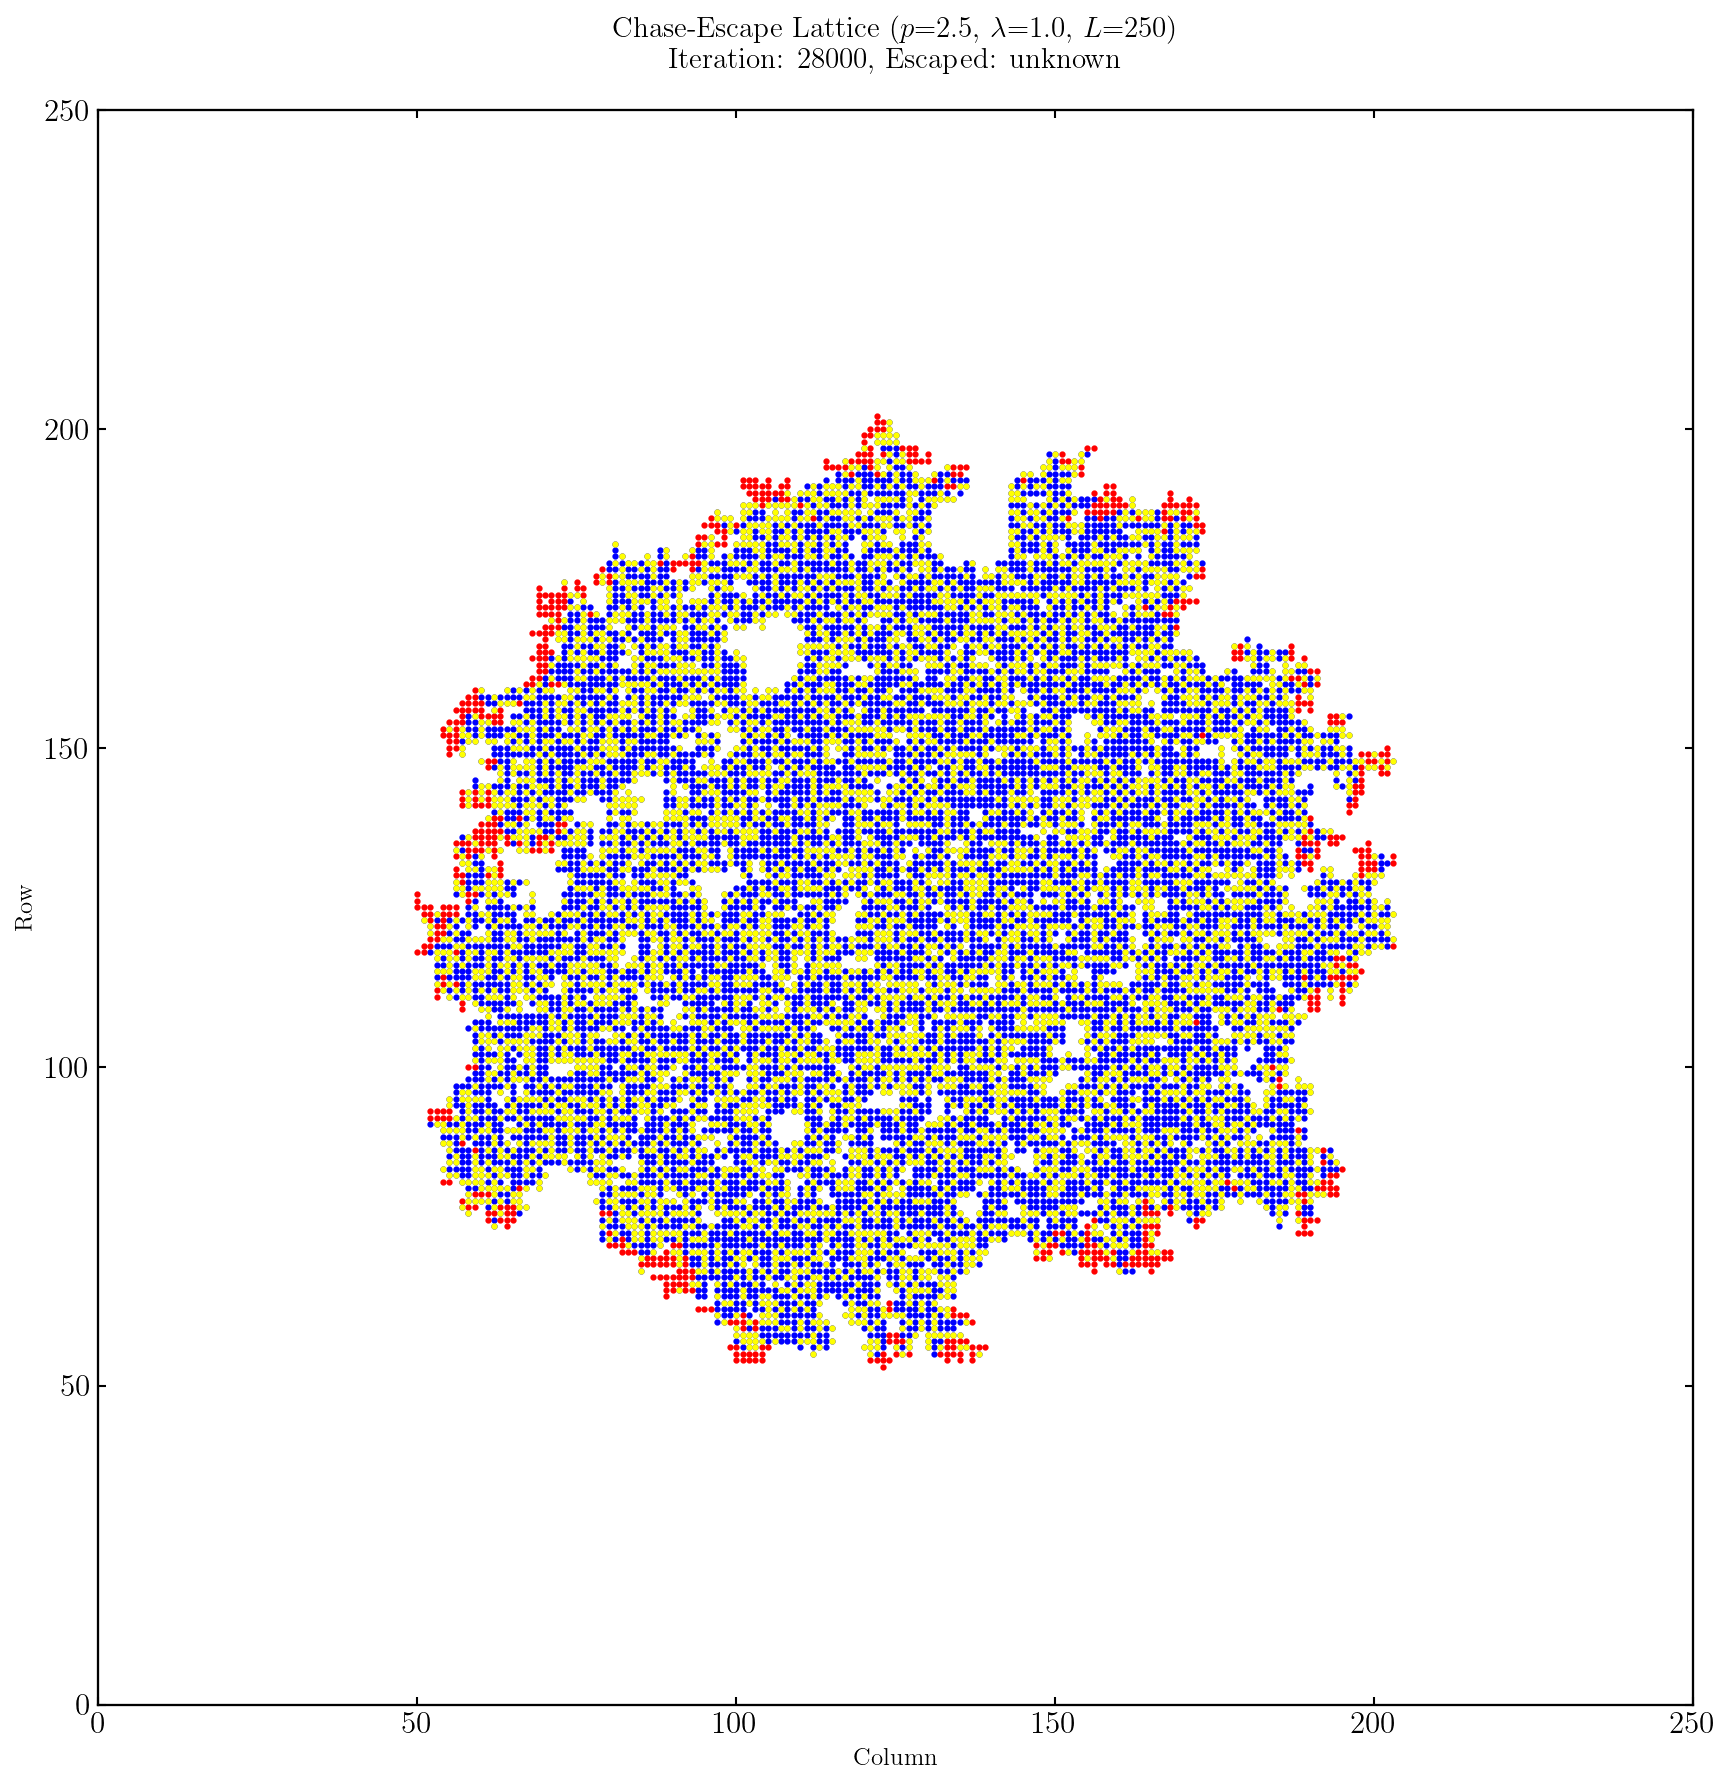 Chase-Escape Lattice (p=2.5, λ=1.0, L=250)
Iteration: 28000, Escaped: unknown
250
200
150
100
50
0
Row
0 50 100 150 200 250
Column